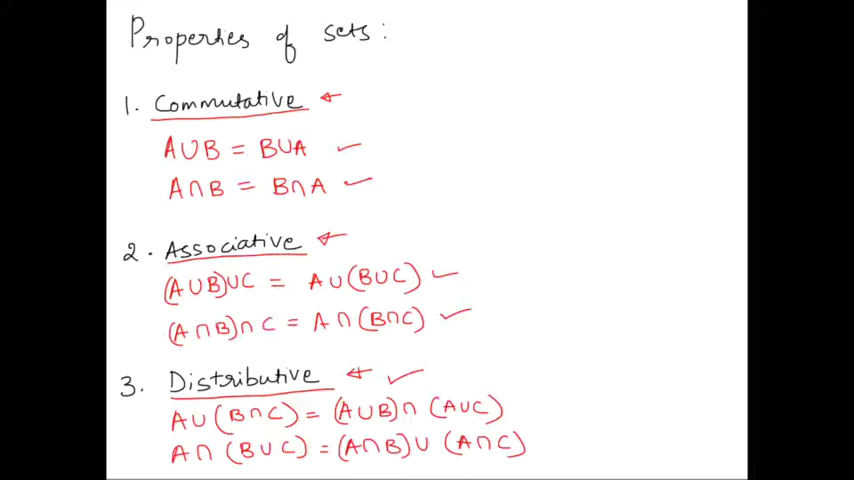 Properties of sets:
1. Commutative ←
A∪B = B∪A ✓
A∩B = B∩A ✓
2. Associative ←
(A∪B)∪C = A∪(B∪C) ✓
(A∩B)∩C = A∩(B∩C) ✓
3. Distributive ← ✓
A∪(B∩C) = (A∪B)∩(A∪C)
A∩(B∪C) = (A∩B)∪(A∩C)